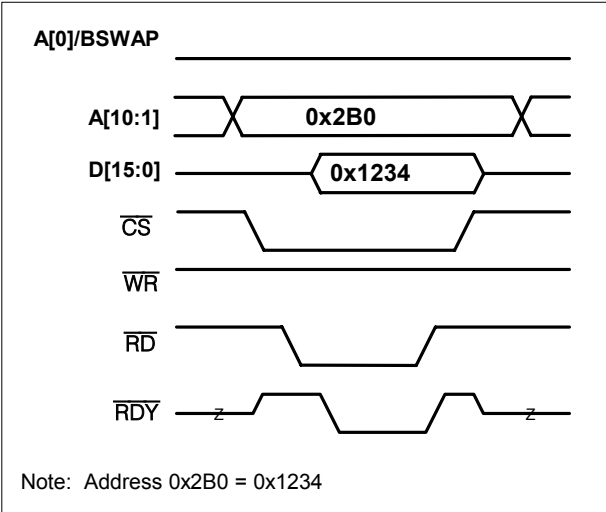 A[0]/BSWAP
A[10:1]
0x2B0
D[15:0]
0x1234
CS
WR
RD
RDY
Z
Z
Note: Address 0x2B0 = 0x1234